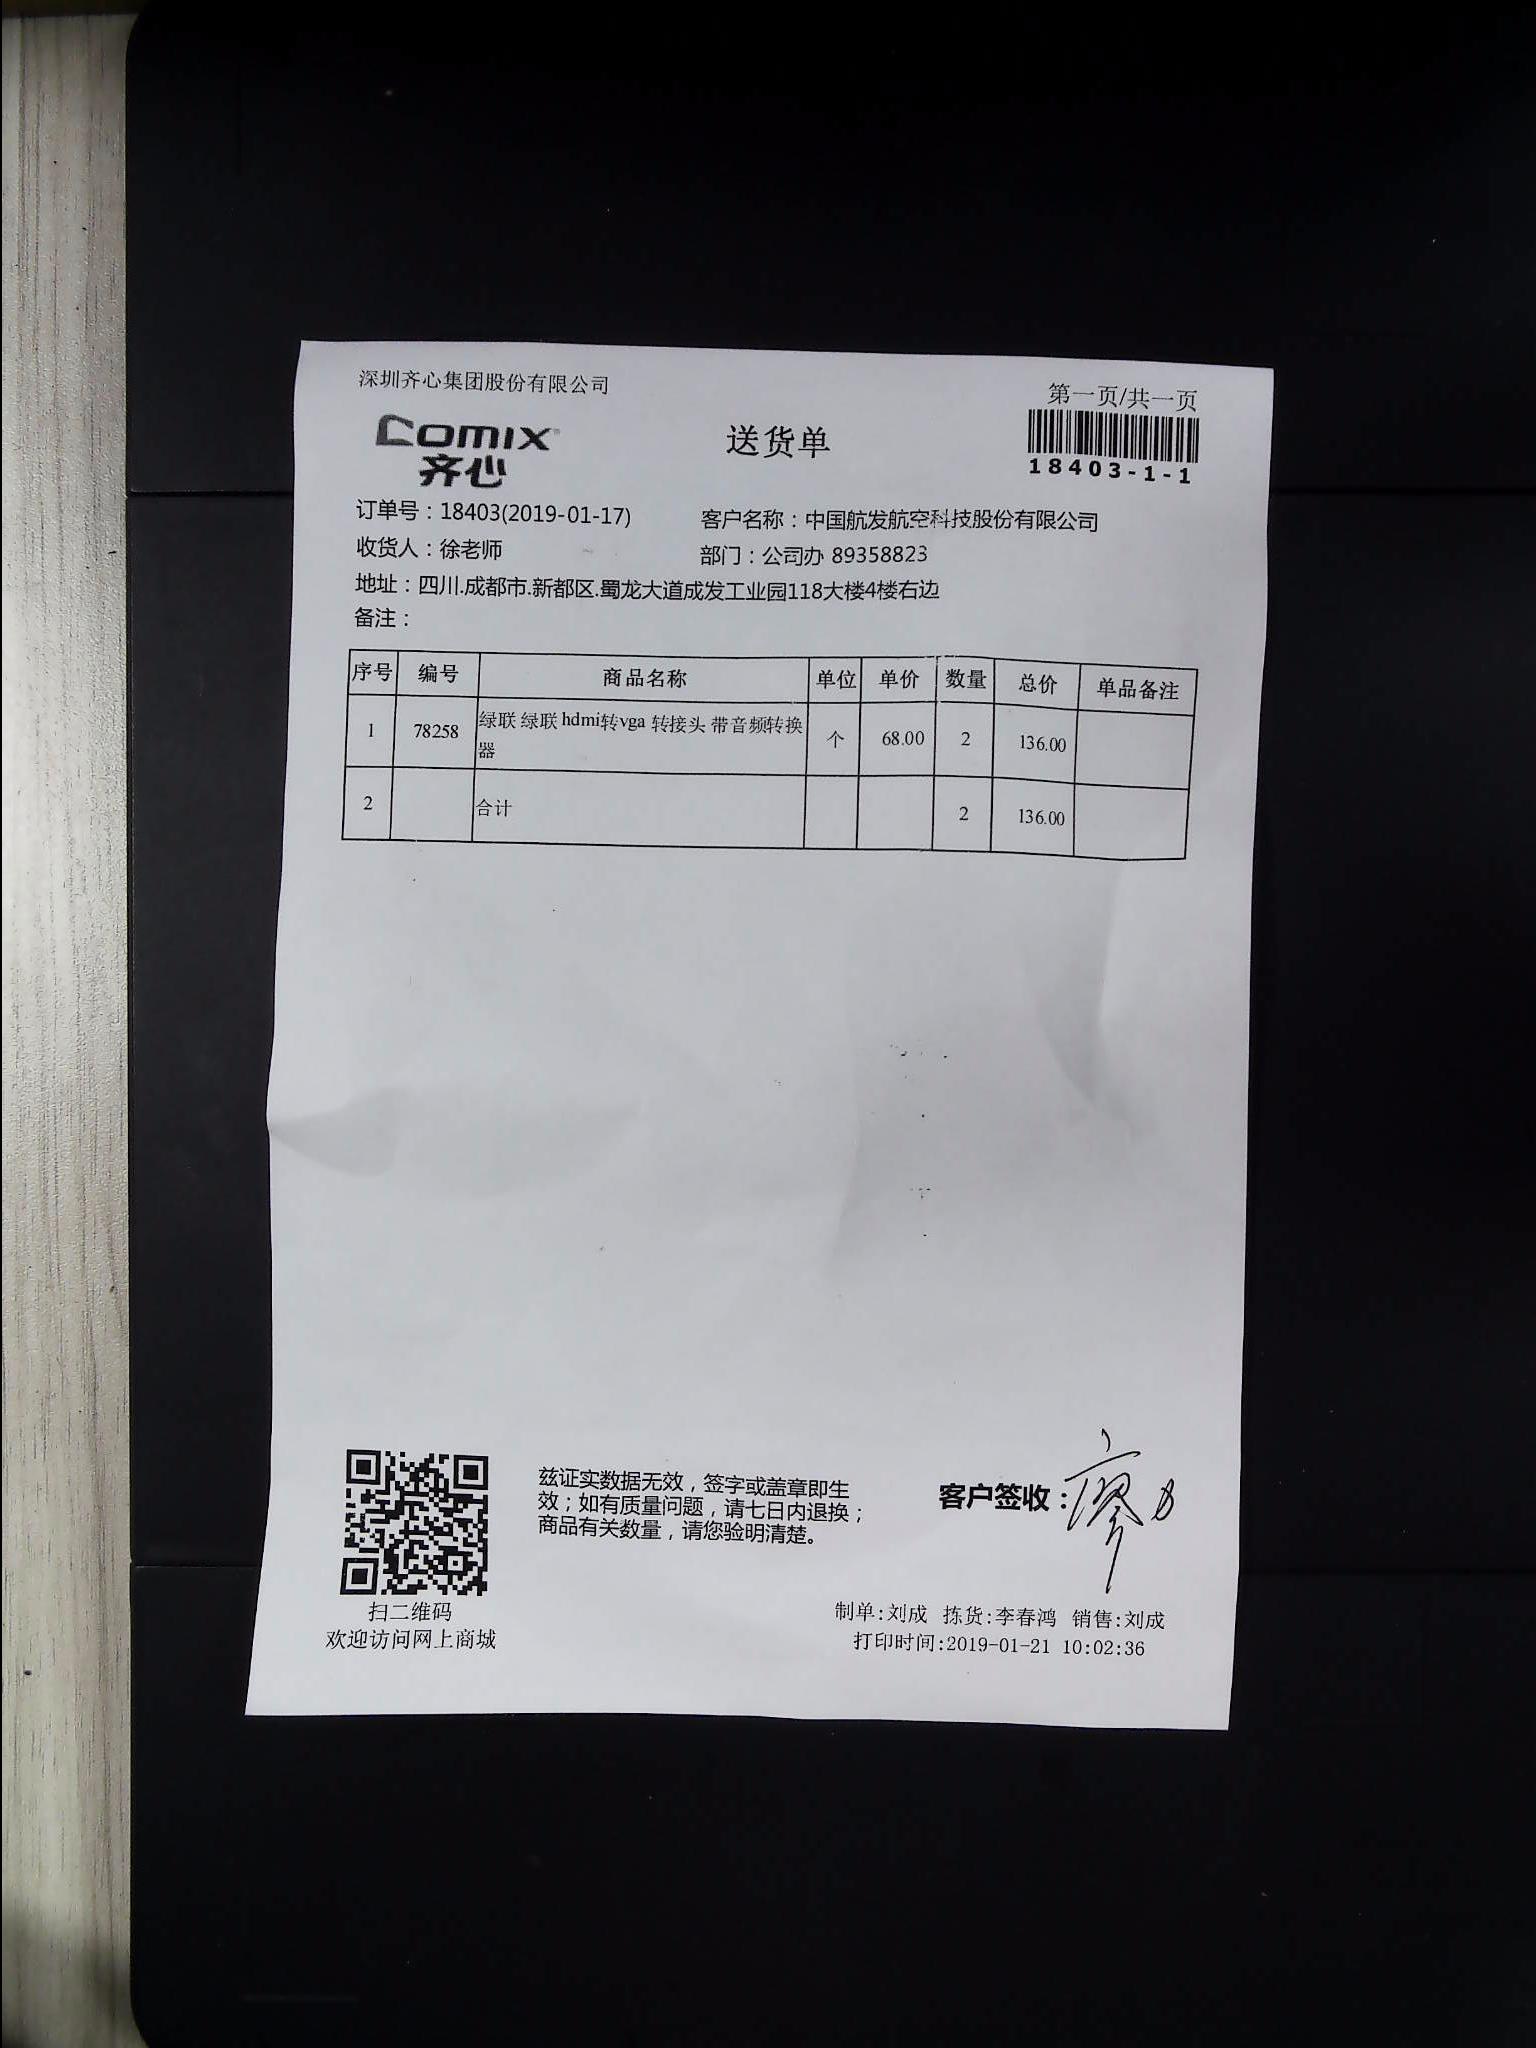 深圳齐心集团股份有限公司
第一页/共一页
comix
齐心
送货单
18403-1-1
订单号：18403(2019-01-17)
客户名称：中国航发航空科技股份有限公司
收货人：徐老师
部门：公司办 89358823
地址：四川.成都市.新都区.蜀龙大道成发工业园118大楼4楼右边
备注：
序号 编号 商品名称 单位 单价 数量 总价 单品备注
1 78258 绿联 绿联 hdmi转vga 转接头 带音频转换器 个 68.00 2 136.00
2 合计 2 136.00
兹证实数据无效，签字或盖章即生
效；如有质量问题，请七日内退换；
商品有关数量，请您验明清楚。
客户签收：廖
扫二维码
欢迎访问网上商城
制单:刘成 拣货:李春鸿 销售:刘成
打印时间:2019-01-21 10:02:36